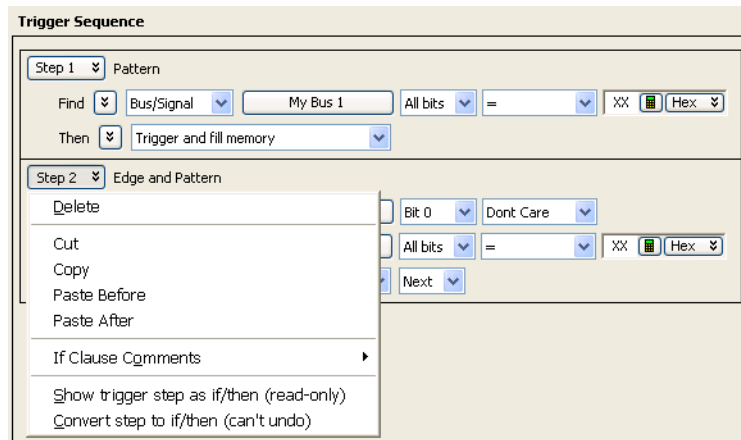 Trigger Sequence
Step 1 Pattern
Find Bus/Signal My Bus 1 All bits = XX Hex
Then Trigger and fill memory
Step 2 Edge and Pattern
Delete
Bit 0 Dont Care
Cut
All bits = XX Hex
Copy
Next
Paste Before
Paste After
If Clause Comments
Show trigger step as if/then (read-only)
Convert step to if/then (can't undo)